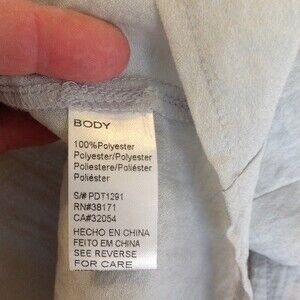 BODY
100%Polyester
Polyester/Polyester
Poliestere/Poliéster
Poliéster
S/# PDT1291
RN#38171
CA#32054
HECHO EN CHINA
FEITO EM CHINA
SEE REVERSE
FOR CARE